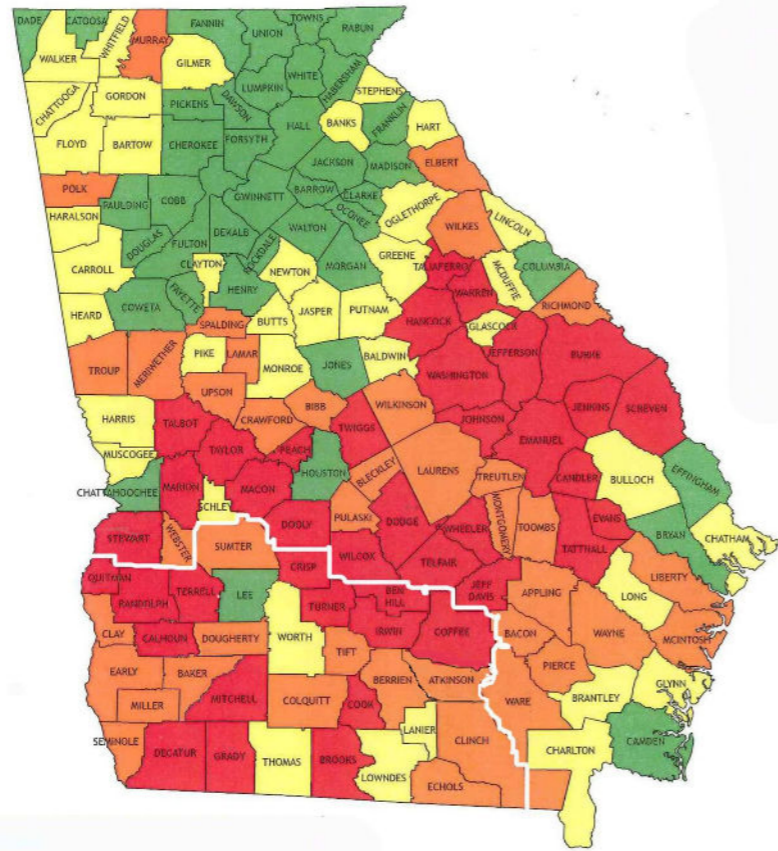 DADE
CATOOSA
WHITFIELD
MURRAY
FANNIN
UNION
TOWNS
RABUN
WALKER
GILMER
WHITE
HABERSHAM
LUMPKIN
STEPHENS
CHATTOOGA
GORDON
PICKENS
DAWSON
HALL
BANKS
FRANKLIN
HART
FLOYD
BARTOW
CHEROKEE
FORSYTH
JACKSON
MADISON
ELBERT
POLK
PAULDING
COBB
GWINNETT
BARROW
CLARKE
OCONEE
OGLETHORPE
WILKES
LINCOLN
HARALSON
DOUGLAS
FULTON
DEKALB
ROCKDALE
WALTON
CARROLL
CLAYTON
NEWTON
MORGAN
GREENE
TALIAFERRO
MCDUFFIE
COLUMBIA
HEARD
COWETA
FAYETTE
HENRY
BUTTS
JASPER
PUTNAM
WARREN
RICHMOND
SPALDING
HANCOCK
GLASCOCK
TROUP
MERIWETHER
PIKE
LAMAR
MONROE
JONES
BALDWIN
JEFFERSON
BURKE
WASHINGTON
UPSON
BIBB
WILKINSON
JENKINS
SCREVEN
HARRIS
TALBOT
CRAWFORD
TWIGGS
JOHNSON
EMANUEL
MUSCOGEE
TAYLOR
PEACH
HOUSTON
BLECKLEY
LAURENS
TREUTLEN
CANDLER
BULLOCH
EFFINGHAM
CHATTAHOOCHEE
MARION
MACON
SCHLEY
DOOLY
PULASKI
DODGE
WHEELER
MONTGOMERY
TOOMBS
EVANS
TATTNALL
BRYAN
CHATHAM
STEWART
WEBSTER
SUMTER
WILCOX
TELFAIR
CRISP
QUITMAN
RANDOLPH
TERRELL
LEE
TURNER
BEN
HILL
JEFF
DAVIS
APPLING
LONG
LIBERTY
CLAY
CALHOUN
DOUGHERTY
WORTH
TIFT
IRWIN
COFFEE
BACON
WAYNE
MCINTOSH
EARLY
BAKER
MITCHELL
COLQUITT
BERRIEN
ATKINSON
PIERCE
WARE
BRANTLEY
GLYNN
MILLER
COOK
LANIER
SEMINOLE
DECATUR
GRADY
THOMAS
BROOKS
LOWNDES
CLINCH
ECHOLS
CHARLTON
CAMDEN